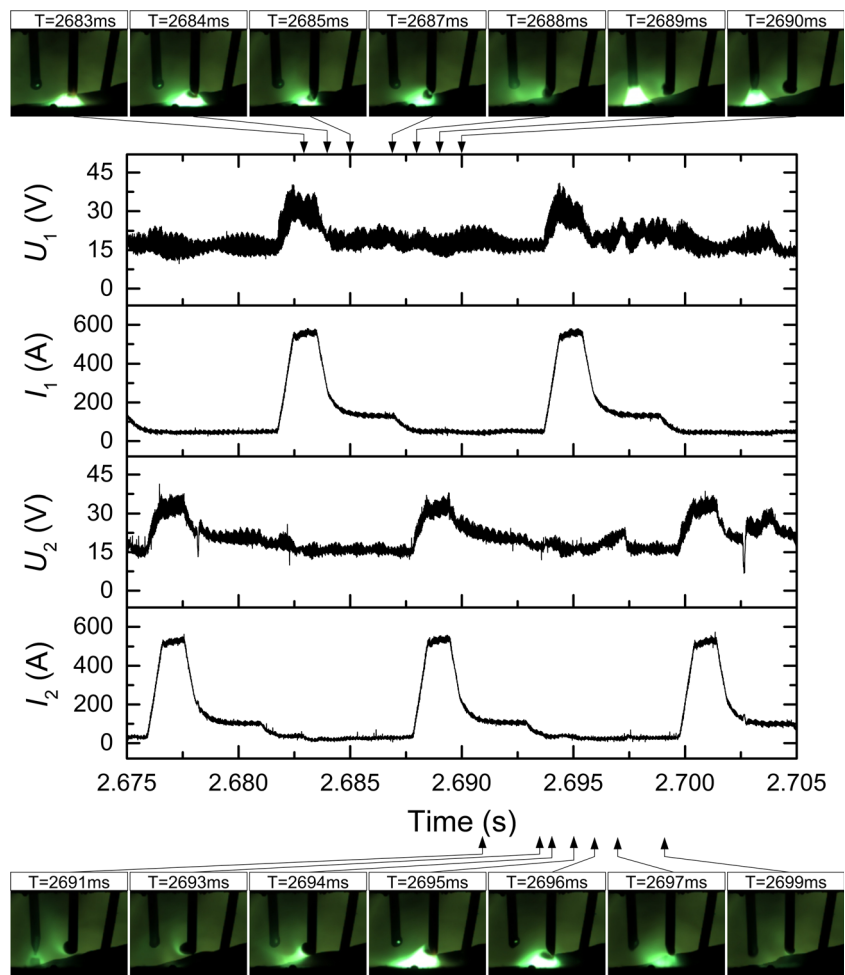 T=2683ms T=2684ms T=2685ms T=2687ms T=2688ms T=2689ms T=2690ms
45
30
15
0
U1 (V)
600
400
200
0
I1 (A)
45
30
15
0
U2 (V)
600
400
200
0
I2 (A)
2.675 2.680 2.685 2.690 2.695 2.700 2.705
Time (s)
T=2691ms T=2693ms T=2694ms T=2695ms T=2696ms T=2697ms T=2699ms